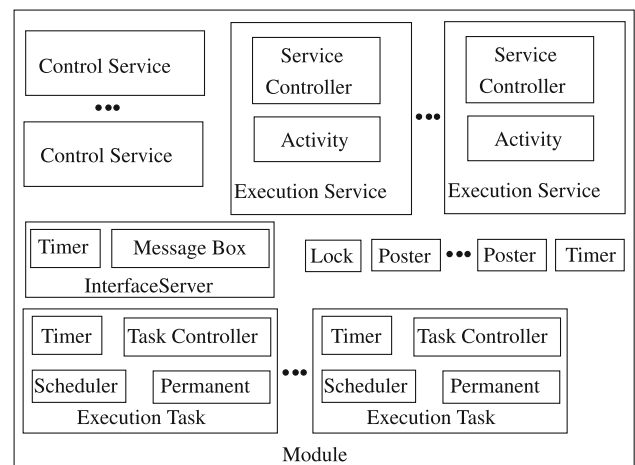 Control Service
Control Service
Service
Controller
Activity
Execution Service
Service
Controller
Activity
Execution Service
Timer
Message Box
InterfaceServer
Lock
Poster
Poster
Timer
Timer
Task Controller
Scheduler
Permanent
Execution Task
Timer
Task Controller
Scheduler
Permanent
Execution Task
Module